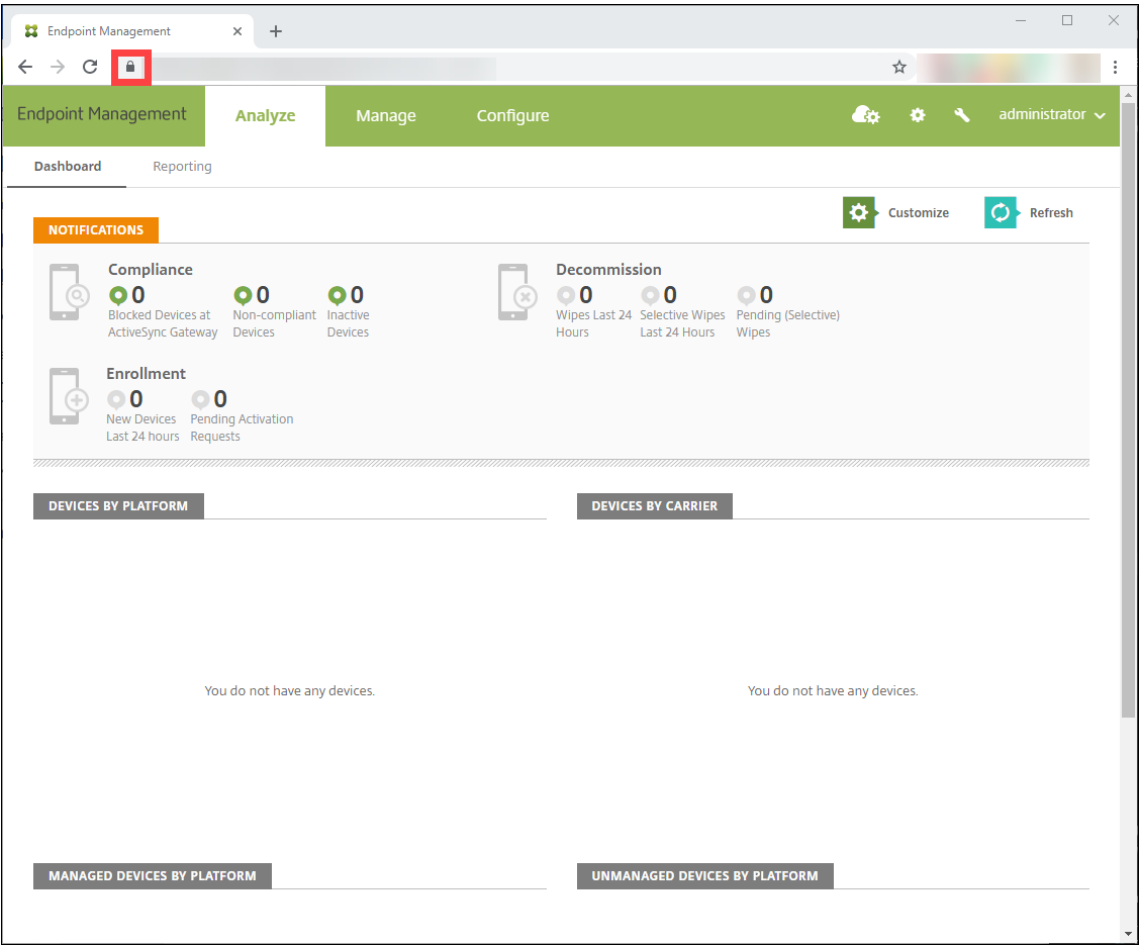 Endpoint Management
Endpoint Management Analyze Manage Configure administrator
Dashboard Reporting
Customize Refresh
NOTIFICATIONS
Compliance
0 0 0
Blocked Devices at Non-compliant Inactive
ActiveSync Gateway Devices Devices
Decommission
0 0 0
Wipes Last 24 Selective Wipes Pending (Selective)
Hours Last 24 Hours Wipes
Enrollment
0 0
New Devices Pending Activation
Last 24 hours Requests
DEVICES BY PLATFORM
You do not have any devices.
DEVICES BY CARRIER
You do not have any devices.
MANAGED DEVICES BY PLATFORM
UNMANAGED DEVICES BY PLATFORM